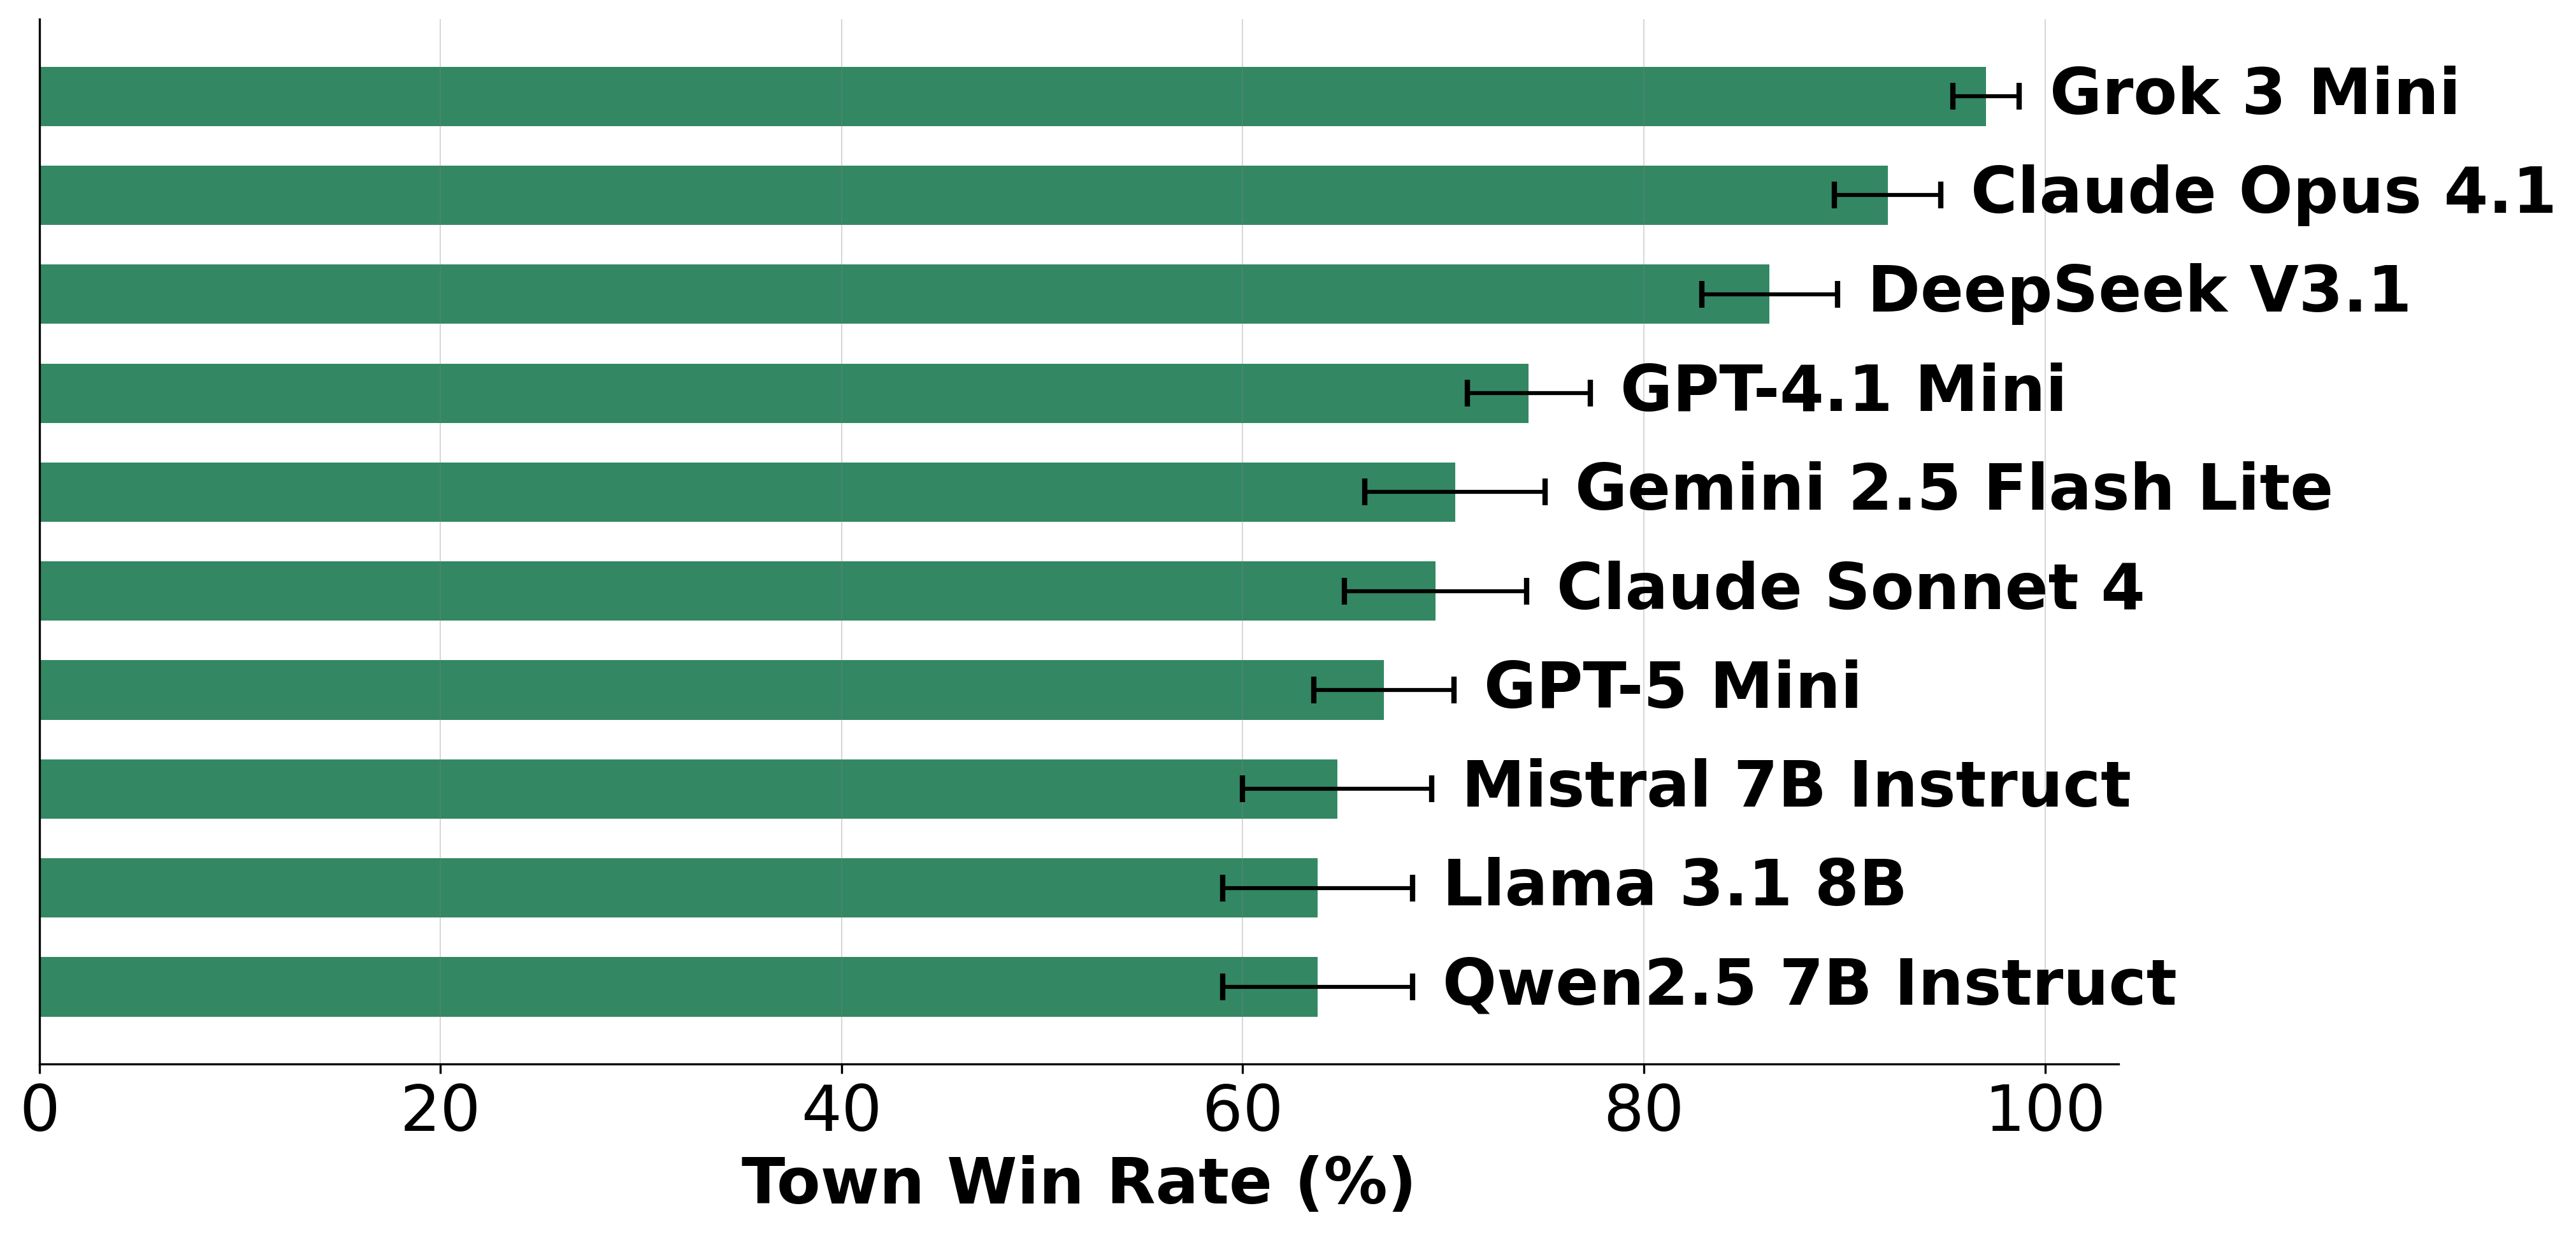 Grok 3 Mini
Claude Opus 4.1
DeepSeek V3.1
GPT-4.1 Mini
Gemini 2.5 Flash Lite
Claude Sonnet 4
GPT-5 Mini
Mistral 7B Instruct
Llama 3.1 8B
Qwen2.5 7B Instruct
0 20 40 60 80 100
Town Win Rate (%)